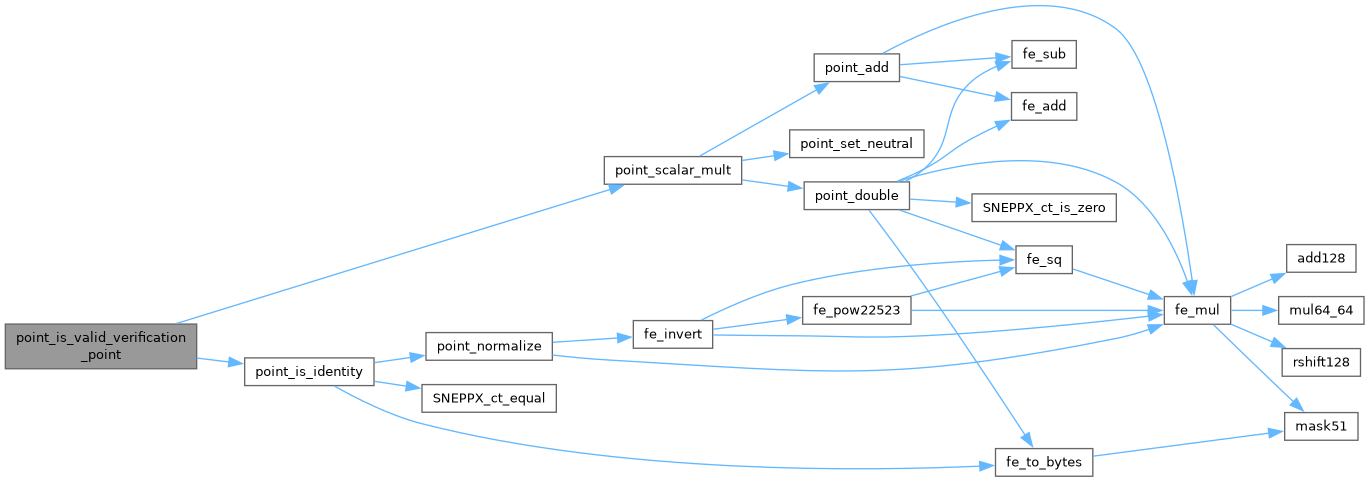 point_is_valid_verification
_point
point_scalar_mult
point_is_identity
point_add
point_set_neutral
point_double
point_normalize
SNEPPX_ct_equal
fe_invert
fe_pow22523
fe_sub
fe_add
SNEPPX_ct_is_zero
fe_sq
fe_to_bytes
fe_mul
add128
mul64_64
rshift128
mask51